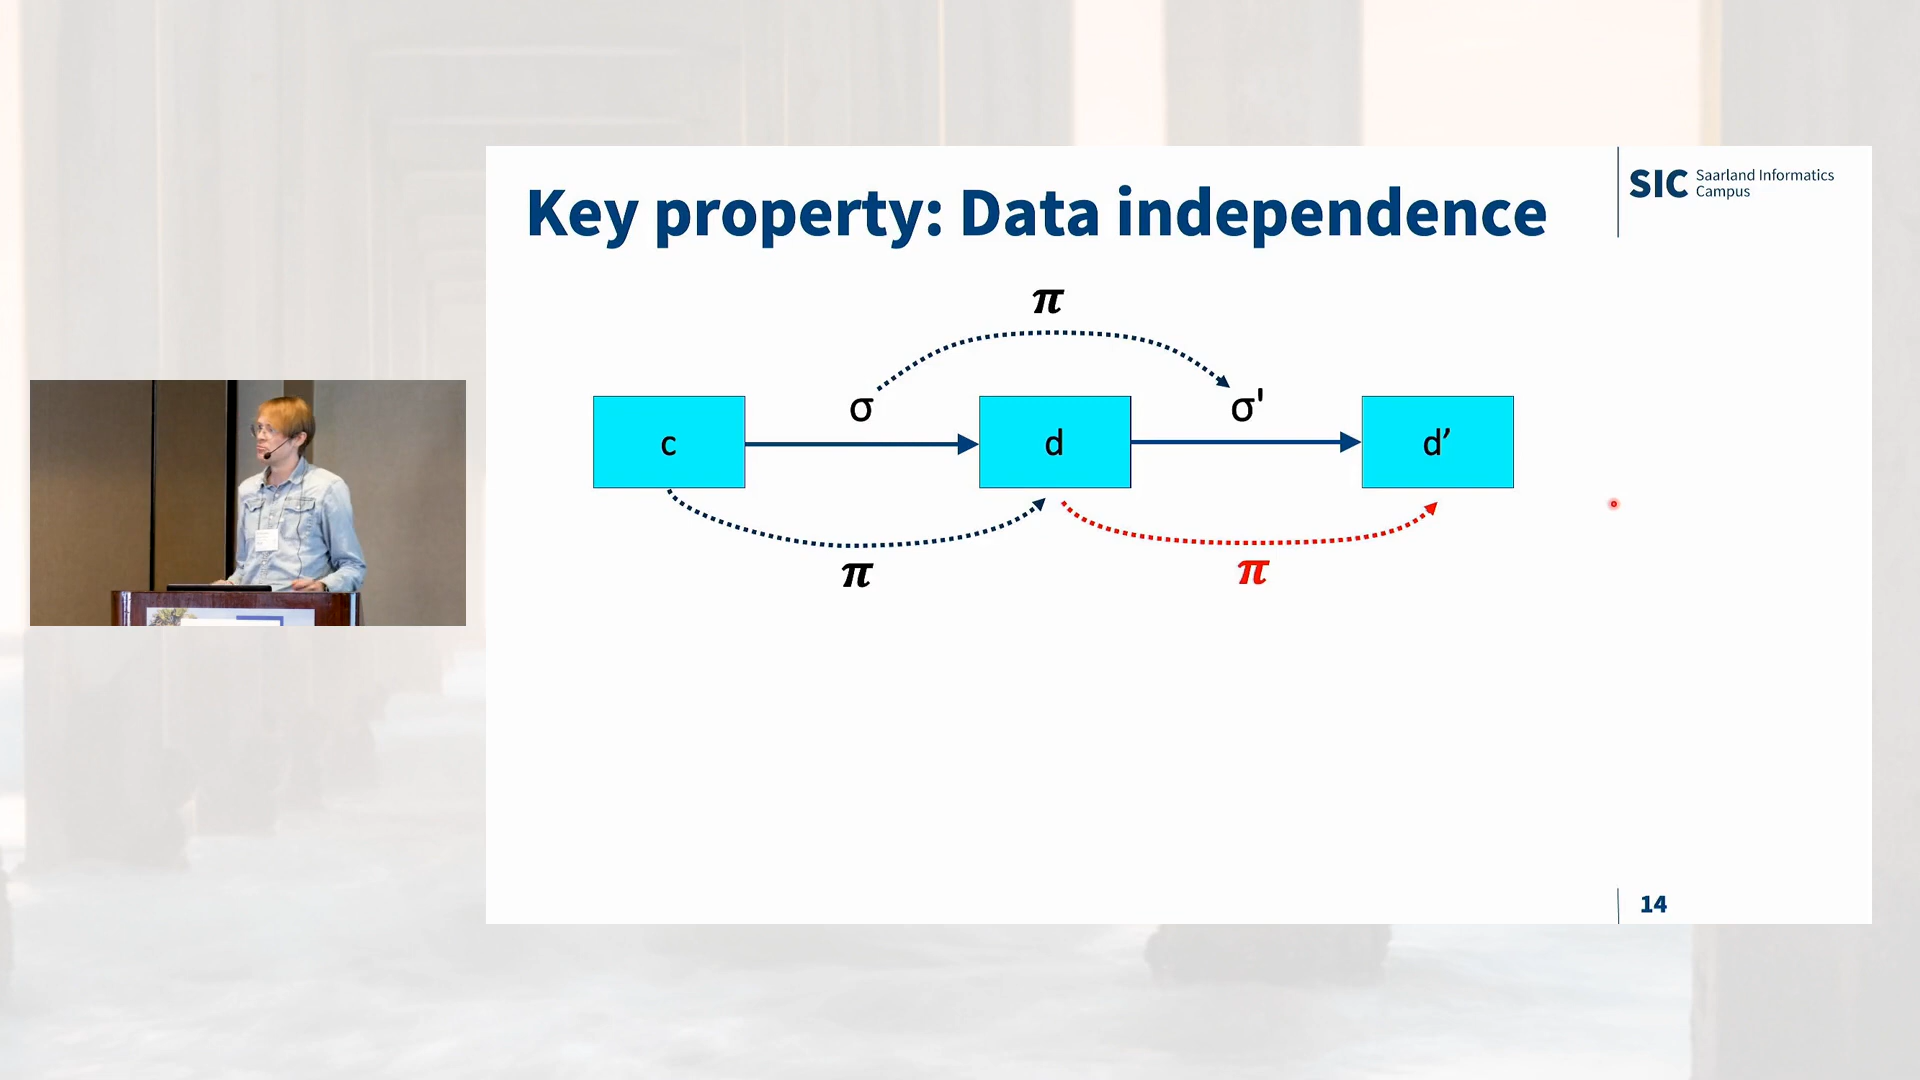 Key property: Data independence
SIC Saarland Informatics
Campus
π
σ
σ'
c
d
d’
π
π
14